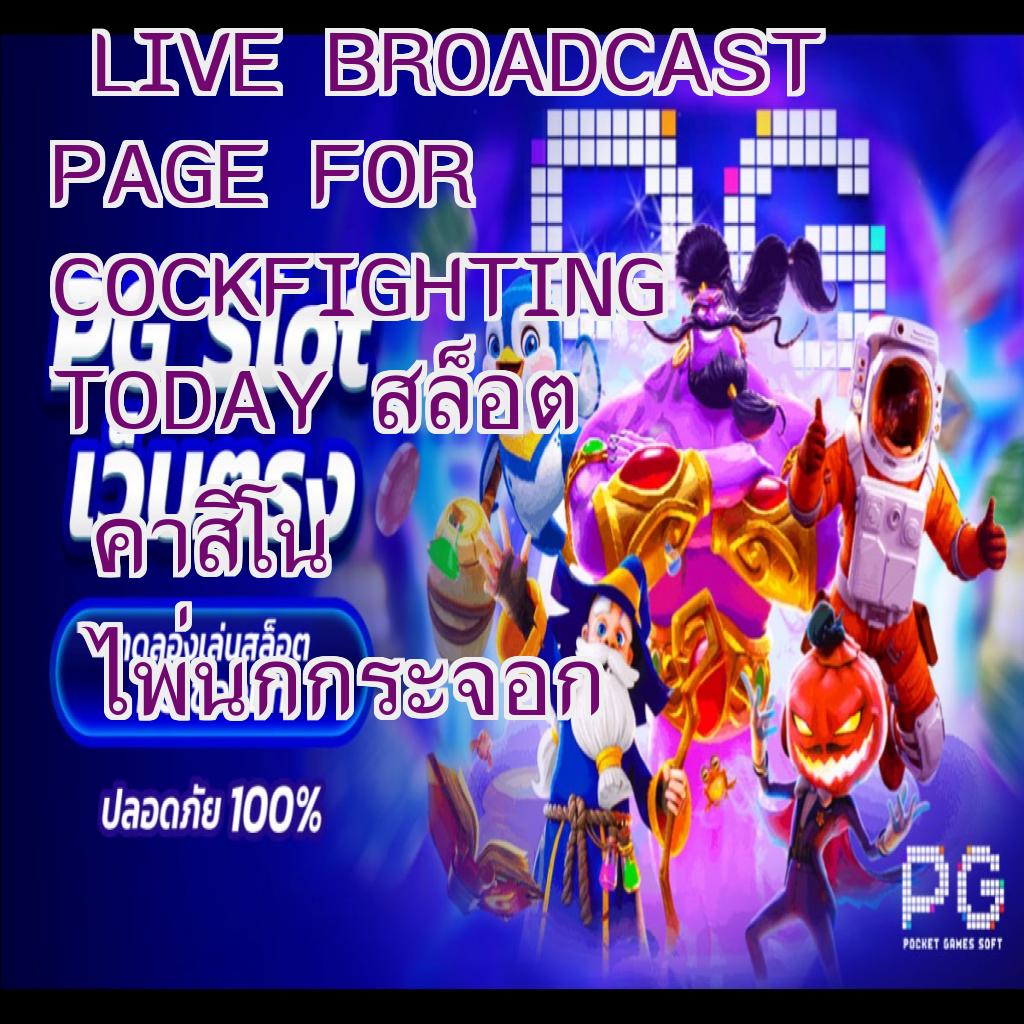 LIVE BROADCAST
PAGE FOR
COCKFIGHTING
PG Slot
TODAY สล็อต
เว็บตรง
คาสิโน
ทดลองเล่นสล็อต
ไพ่นกกระจอก
ปลอดภัย 100%
PG
PG
POCKET GAMES SOFT